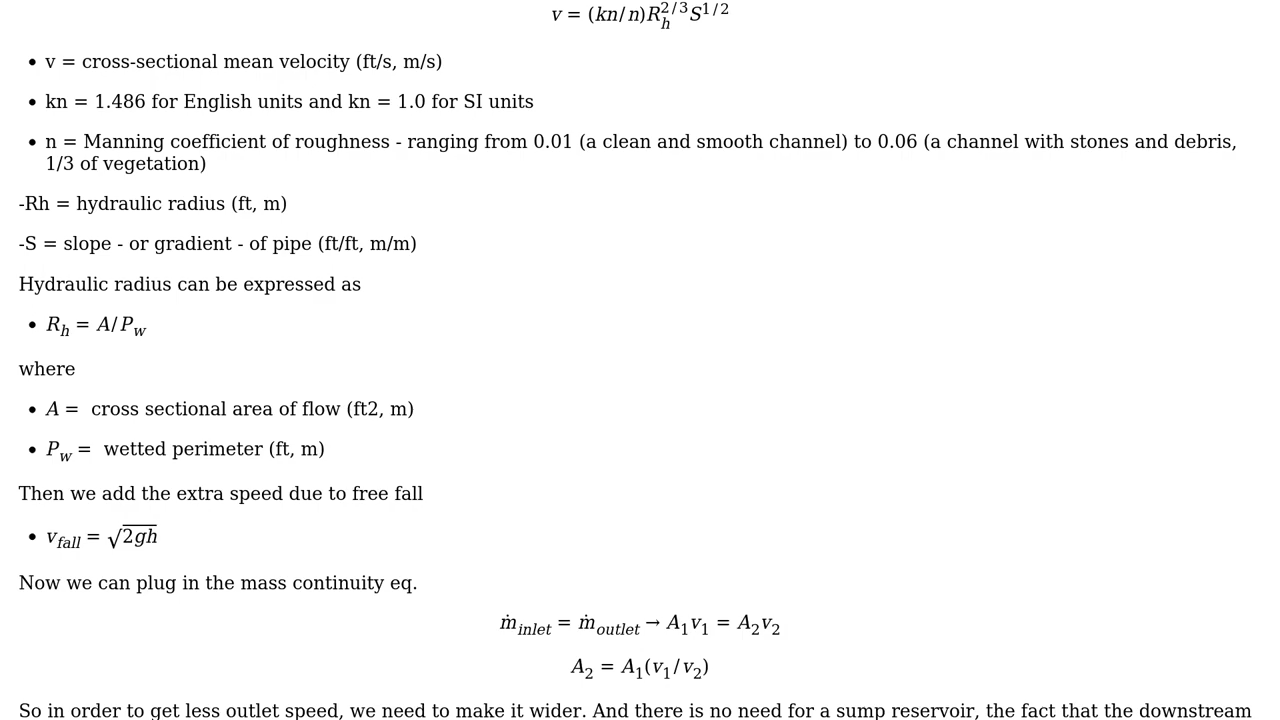 v = (kn/n)R_h^{2/3}S^{1/2}
• v = cross-sectional mean velocity (ft/s, m/s)
• kn = 1.486 for English units and kn = 1.0 for SI units
• n = Manning coefficient of roughness - ranging from 0.01 (a clean and smooth channel) to 0.06 (a channel with stones and debris,
1/3 of vegetation)
-Rh = hydraulic radius (ft, m)
-S = slope - or gradient - of pipe (ft/ft, m/m)
Hydraulic radius can be expressed as
• R_h = A/P_w
where
• A = cross sectional area of flow (ft2, m)
• P_w = wetted perimeter (ft, m)
Then we add the extra speed due to free fall
• v_{fall} = √2gh
Now we can plug in the mass continuity eq.
ṁ_{inlet} = ṁ_{outlet} → A_1v_1 = A_2v_2
A_2 = A_1(v_1/v_2)
So in order to get less outlet speed, we need to make it wider. And there is no need for a sump reservoir, the fact that the downstream